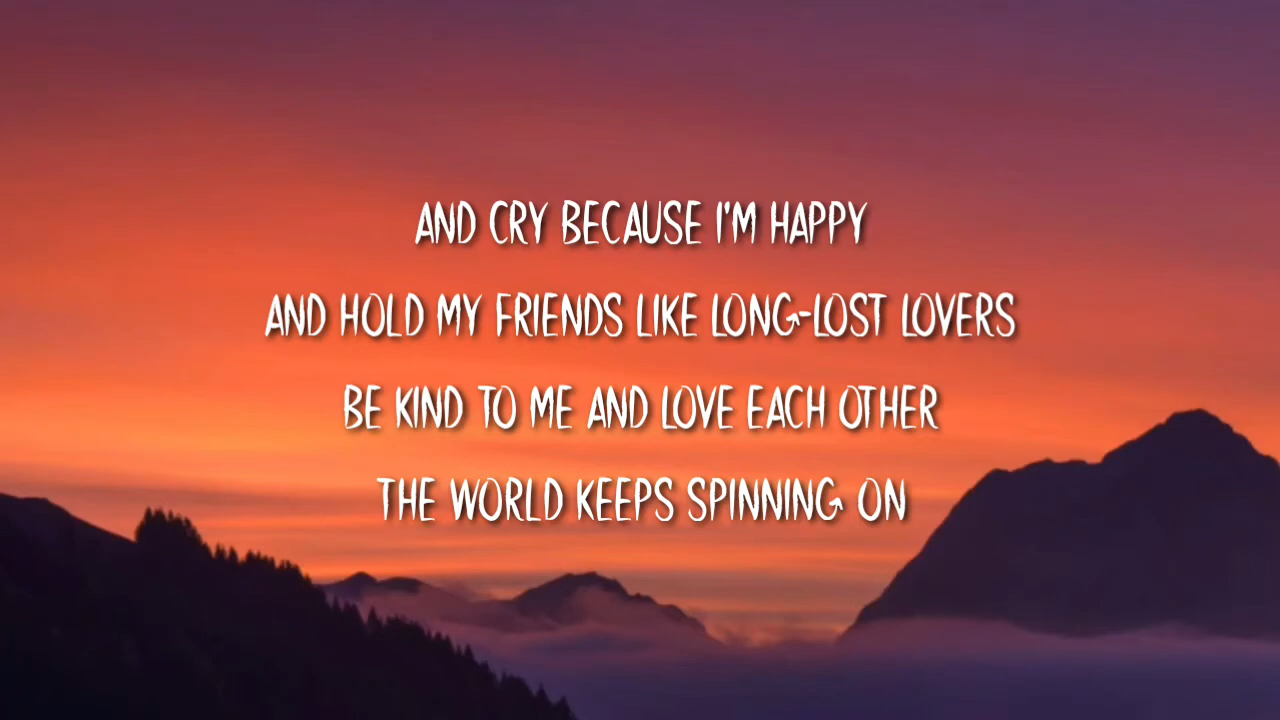 AND CRY BECAUSE I'M HAPPY
AND HOLD MY FRIENDS LIKE LONG-LOST LOVERS
BE KIND TO ME AND LOVE EACH OTHER
THE WORLD KEEPS SPINNING ON